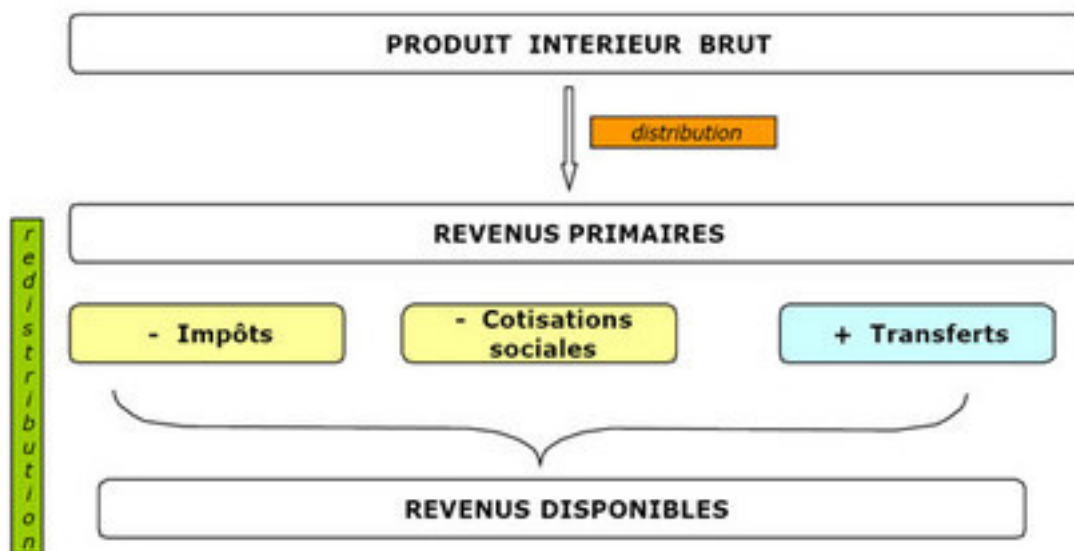 PRODUIT INTERIEUR BRUT
distribution
redistribution
REVENUS PRIMAIRES
- Impôts
- Cotisations
sociales
+ Transferts
REVENUS DISPONIBLES